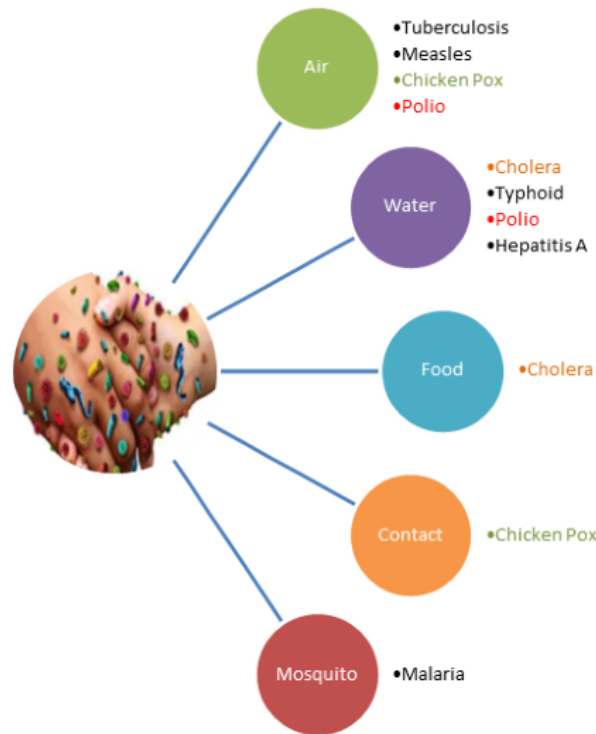 Air
•Tuberculosis
•Measles
•Chicken Pox
•Polio
Water
•Cholera
•Typhoid
•Polio
•Hepatitis A
Food
•Cholera
Contact
•Chicken Pox
Mosquito
•Malaria